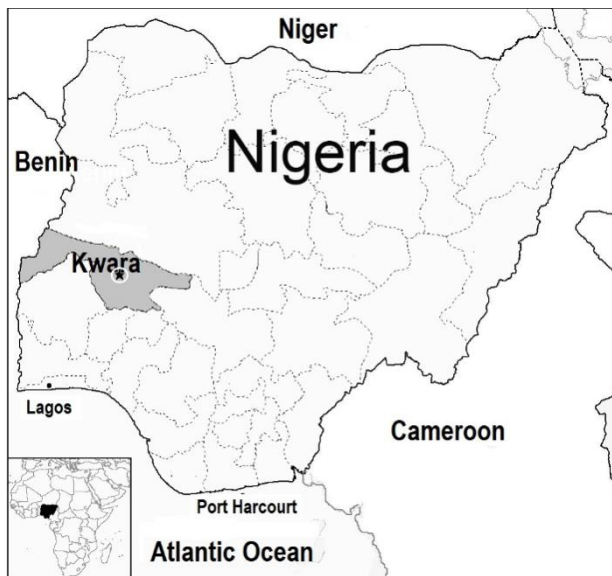 Niger
Nigeria
Benin
Kwara
Lagos
Cameroon
Port Harcourt
Atlantic Ocean